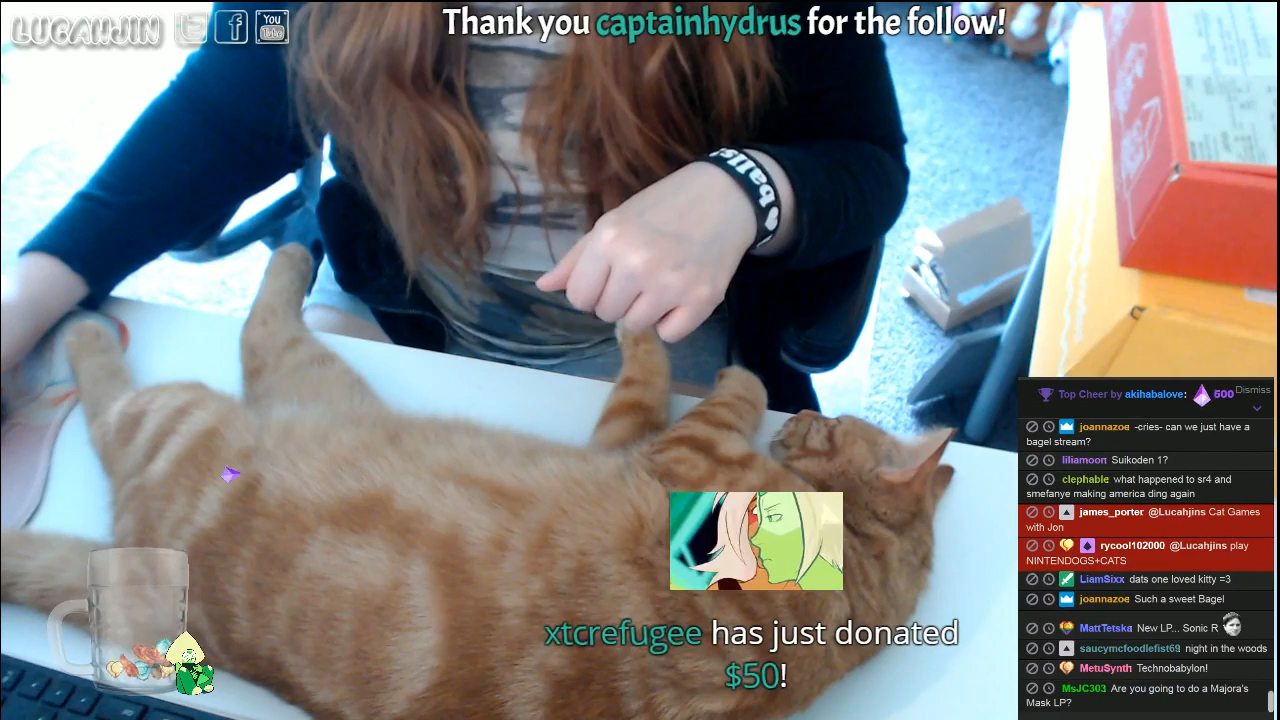 LUCAHJIN
You
Tube
Thank you captainhydrus for the follow!
balls
xtcrefugee has just donated
$50!
Top Cheer by akihabalove: 500
Dismiss
joannazoe -cries- can we just have a
bagel stream?
liliamoon Suikoden 1?
clephable what happened to sr4 and
smefanye making america ding again
james_porter @Lucahjins Cat Games
with Jon
rycool102000 @Lucahjins play
NINTENDOGS+CATS
LiamSixx dats one loved kitty =3
joannazoe Such a sweet Bagel
MattTetska New LP... Sonic R
saucymcfoodlefist69 night in the woods
MetuSynth Technobabylon!
MsJC303 Are you going to do a Majora's
Mask LP?